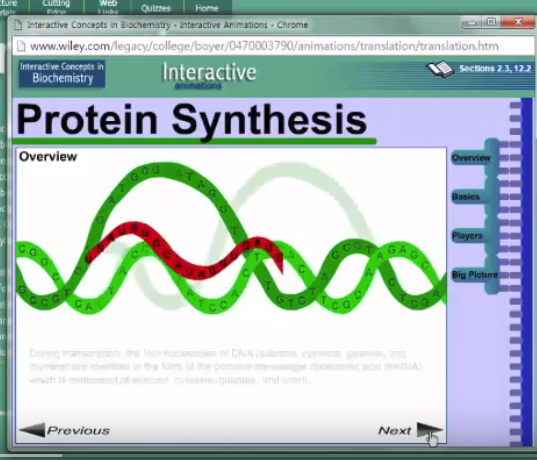 Cutting
Web
Quizzes
Home
Edge
Links
Interactive Concepts in Biochemistry - Interactive Animations - Chrome
www.wiley.com/legacy/college/boyer/0470003790/animations/translation/translation.htm
Interactive Concepts in
Biochemistry
Interactive
animations
Sections 2.3, 12.2
Protein Synthesis
Overview
Overview
Basics
Players
Big Picture
During transcription, the four nucleotides of DNA (adenine, cytosine, guanine, and
thymine) are rewritten in the form of the
messenger ribonucleic acid (mRNA)
which is composed of adenine, cytosine, guanine, and uracil.
Previous
Next